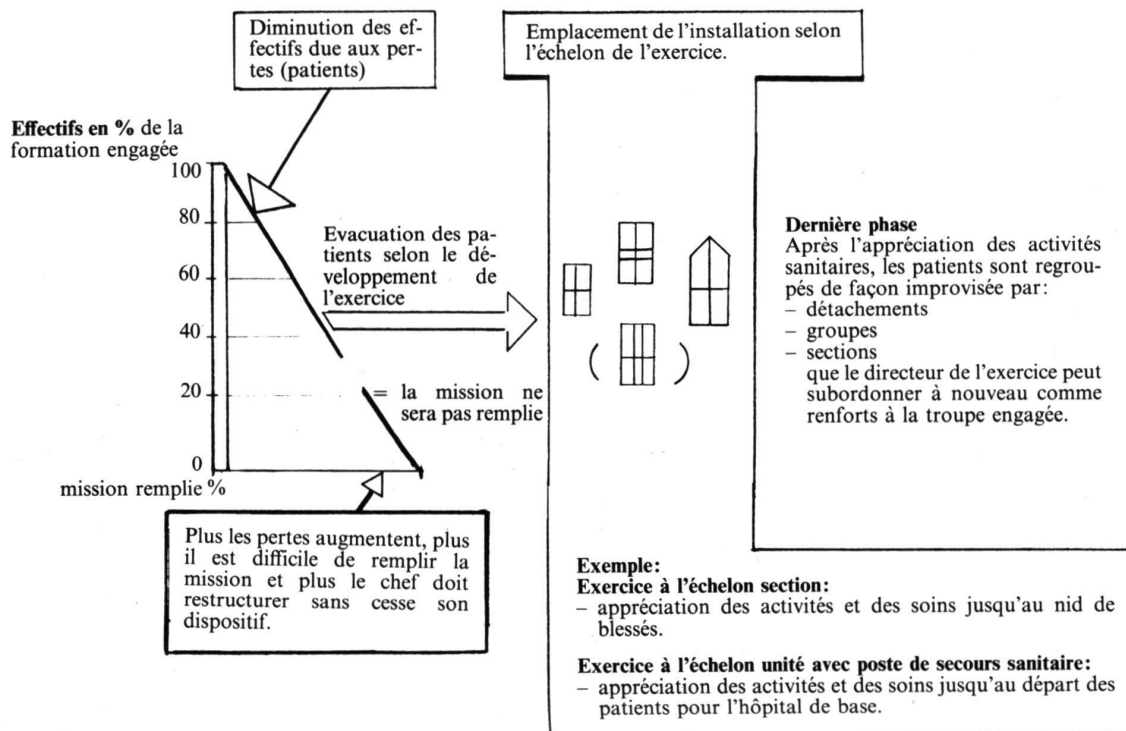 Diminution des ef-
fectifs due aux per-
tes (patients)
Emplacement de l'installation selon
l'échelon de l'exercice.
Effectifs en % de la
formation engagée
100
80
60
40
20
0
mission remplie %
Evacuation des pa-
tients selon le dé-
veloppement de
l'exercice
= la mission ne
sera pas remplie
Plus les pertes augmentent, plus
il est difficile de remplir la
mission et plus le chef doit
restructurer sans cesse son
dispositif.
Dernière phase
Après l'appréciation des activités
sanitaires, les patients sont regrou-
pés de façon improvisée par:
– détachements
– groupes
– sections
que le directeur de l'exercice peut
subordonner à nouveau comme
renforts à la troupe engagée.
Exemple:
Exercice à l'échelon section:
– appréciation des activités et des soins jusqu'au nid de
blessés.
Exercice à l'échelon unité avec poste de secours sanitaire:
– appréciation des activités et des soins jusqu'au départ des
patients pour l'hôpital de base.